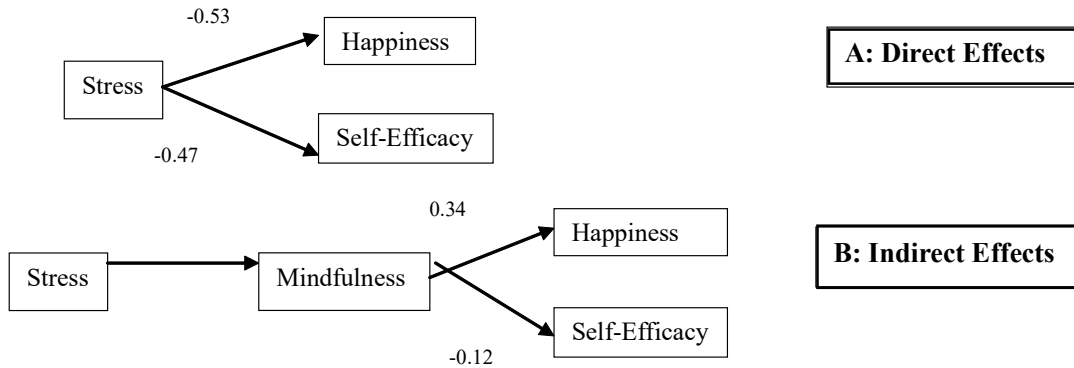 -0.53
Happiness
A: Direct Effects
Stress
Self-Efficacy
-0.47
0.34
Happiness
B: Indirect Effects
Stress
Mindfulness
Self-Efficacy
-0.12